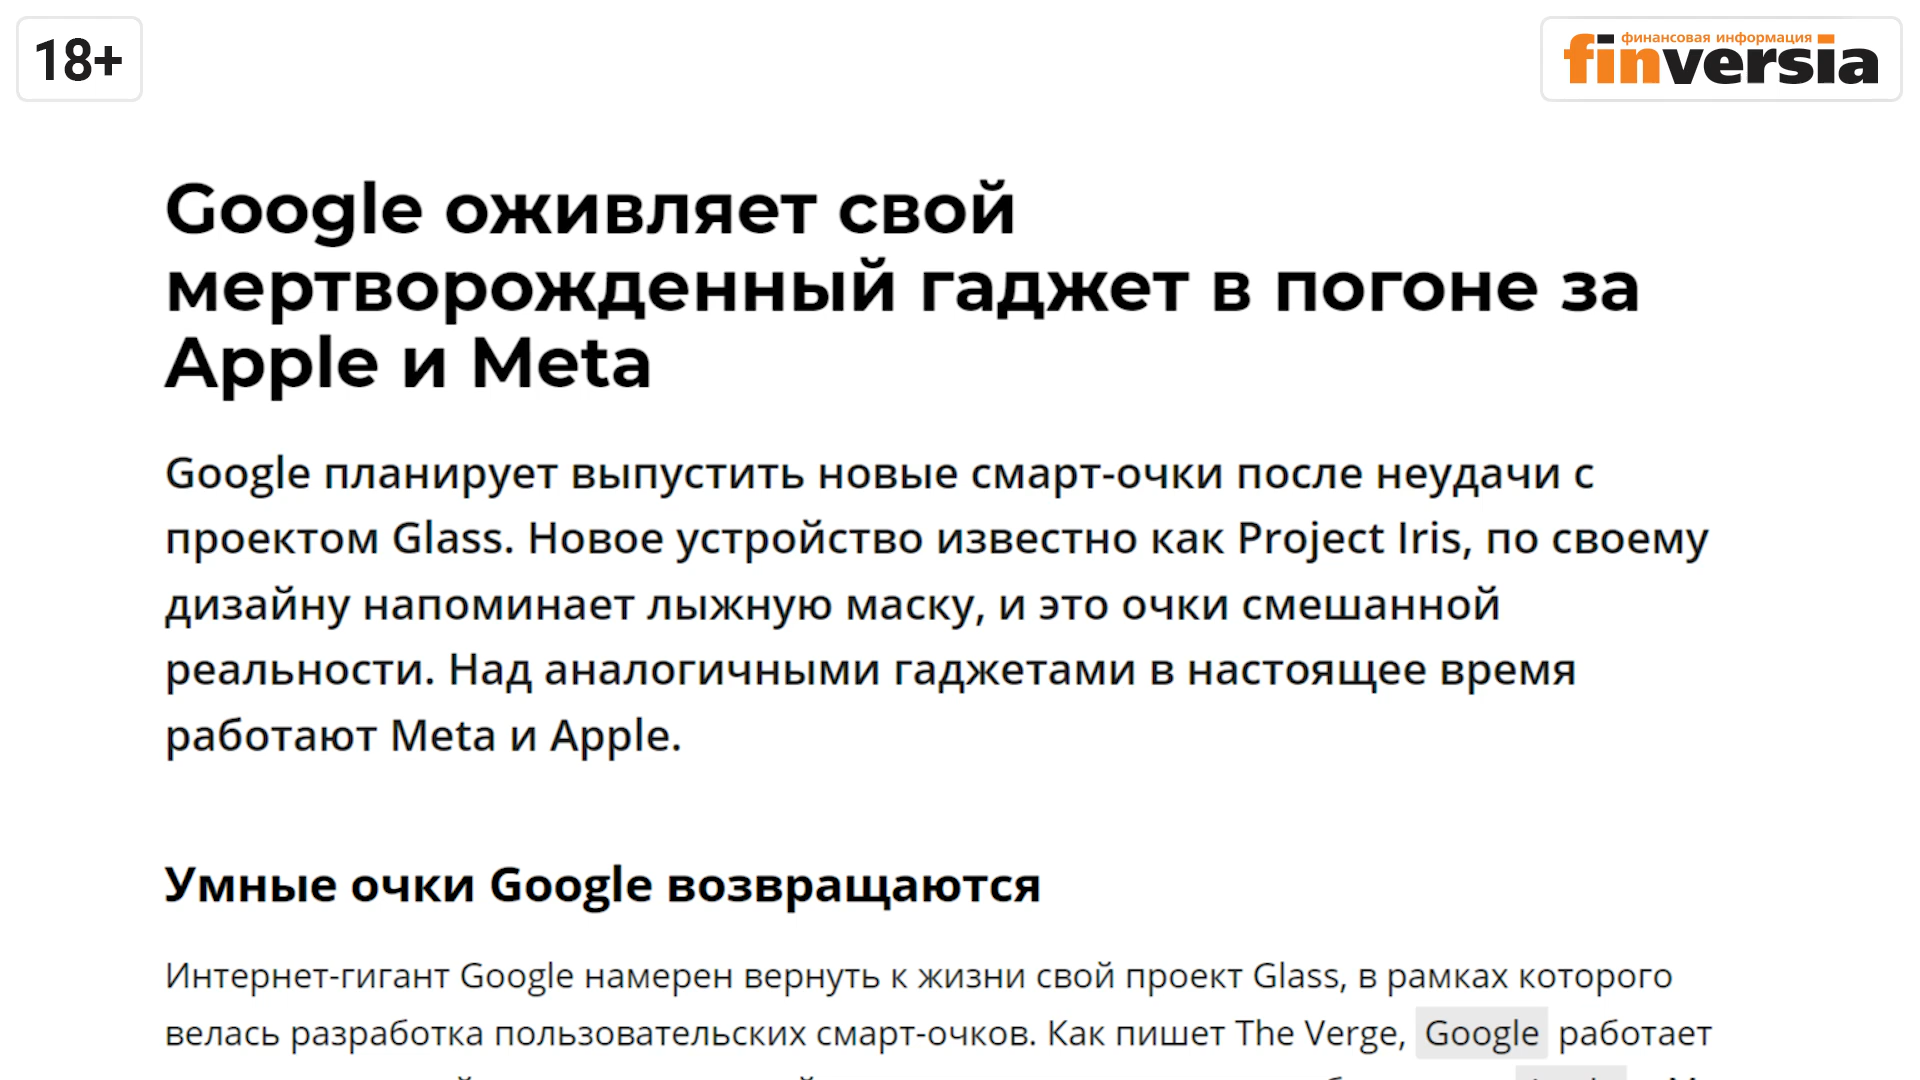 18+
финансовая информация
finversia
Google оживляет свой
мертворожденный гаджет в погоне за
Apple и Meta
Google планирует выпустить новые смарт-очки после неудачи с
проектом Glass. Новое устройство известно как Project Iris, по своему
дизайну напоминает лыжную маску, и это очки смешанной
реальности. Над аналогичными гаджетами в настоящее время
работают Meta и Apple.
Умные очки Google возвращаются
Интернет-гигант Google намерен вернуть к жизни свой проект Glass, в рамках которого
велась разработка пользовательских смарт-очков. Как пишет The Verge, Google работает